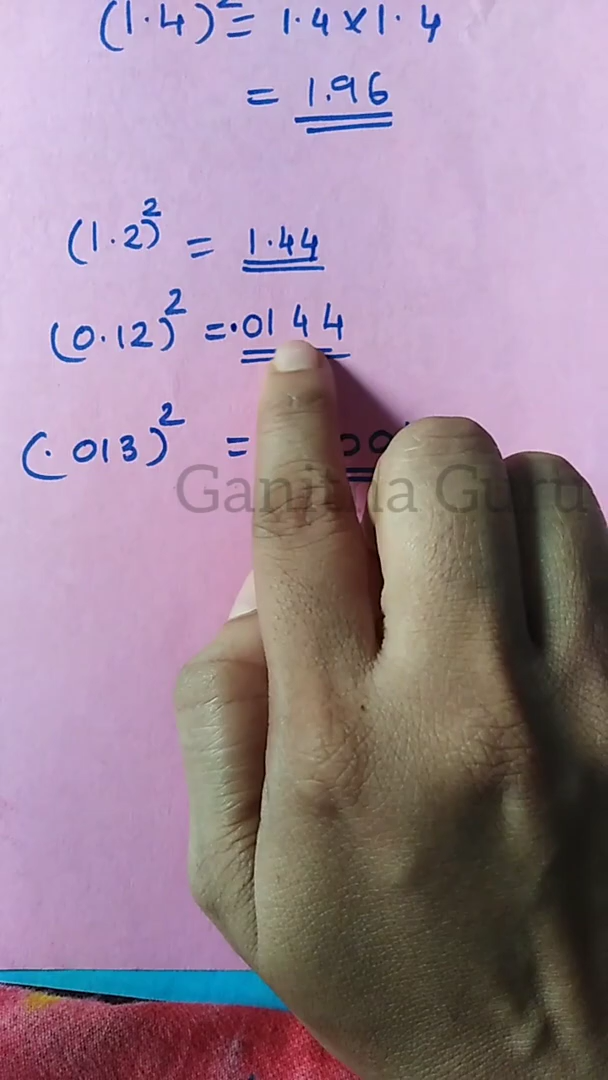 (1.4)² = 1.4 x 1.4
= 1.96
(1.2)² = 1.44
(0.12)² = .0144
(.013)² =
Ganitha Guru